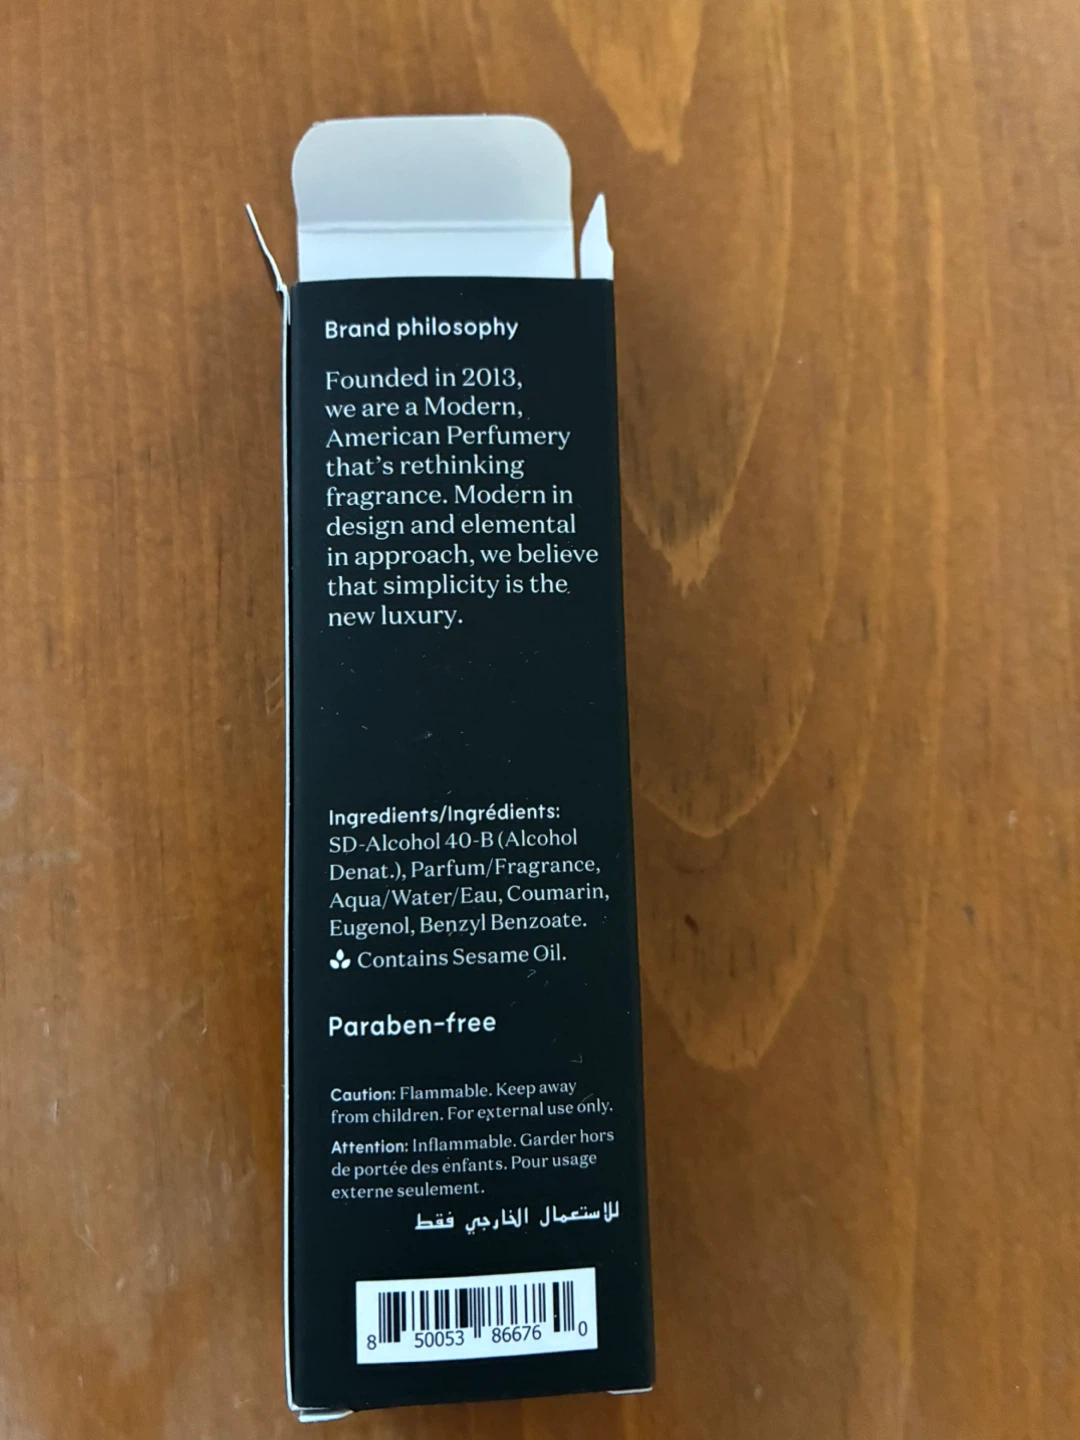 Brand philosophy
Founded in 2013,
we are a Modern,
American Perfumery
that's rethinking
fragrance. Modern in
design and elemental
in approach, we believe
that simplicity is the
new luxury.
Ingredients/Ingrédients:
SD-Alcohol 40-B (Alcohol
Denat.), Parfum/Fragrance,
Aqua/Water/Eau, Coumarin,
Eugenol, Benzyl Benzoate.
Contains Sesame Oil.
Paraben-free
Caution: Flammable. Keep away
from children. For external use only.
Attention: Inflammable. Garder hors
de portée des enfants. Pour usage
externe seulement.
للاستعمال الخارجي فقط
8 50053 86676 0